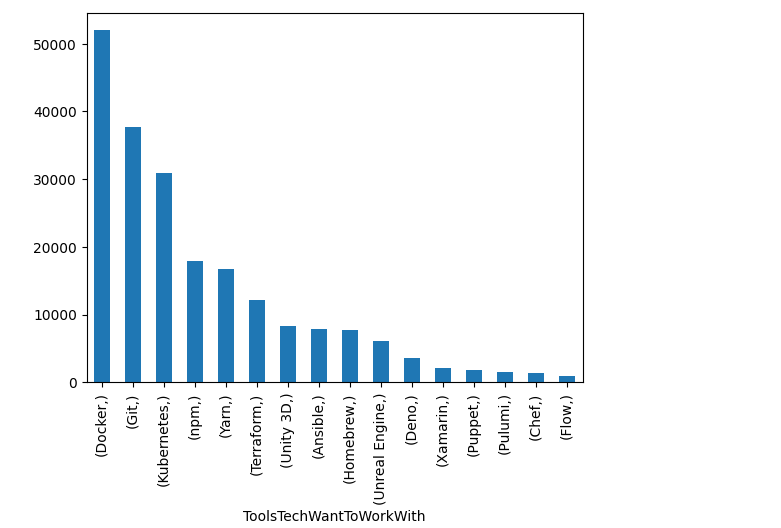 50000
40000
30000
20000
10000
0
(Docker,)
(Git,)
(Kubernetes,)
(npm,)
(Yarn,)
(Terraform,)
(Unity 3D,)
(Ansible,)
(Homebrew,)
(Unreal Engine,)
(Deno,)
(Xamarin,)
(Puppet,)
(Pulumi,)
(Chef,)
(Flow,)
ToolsTechWantToWorkWith